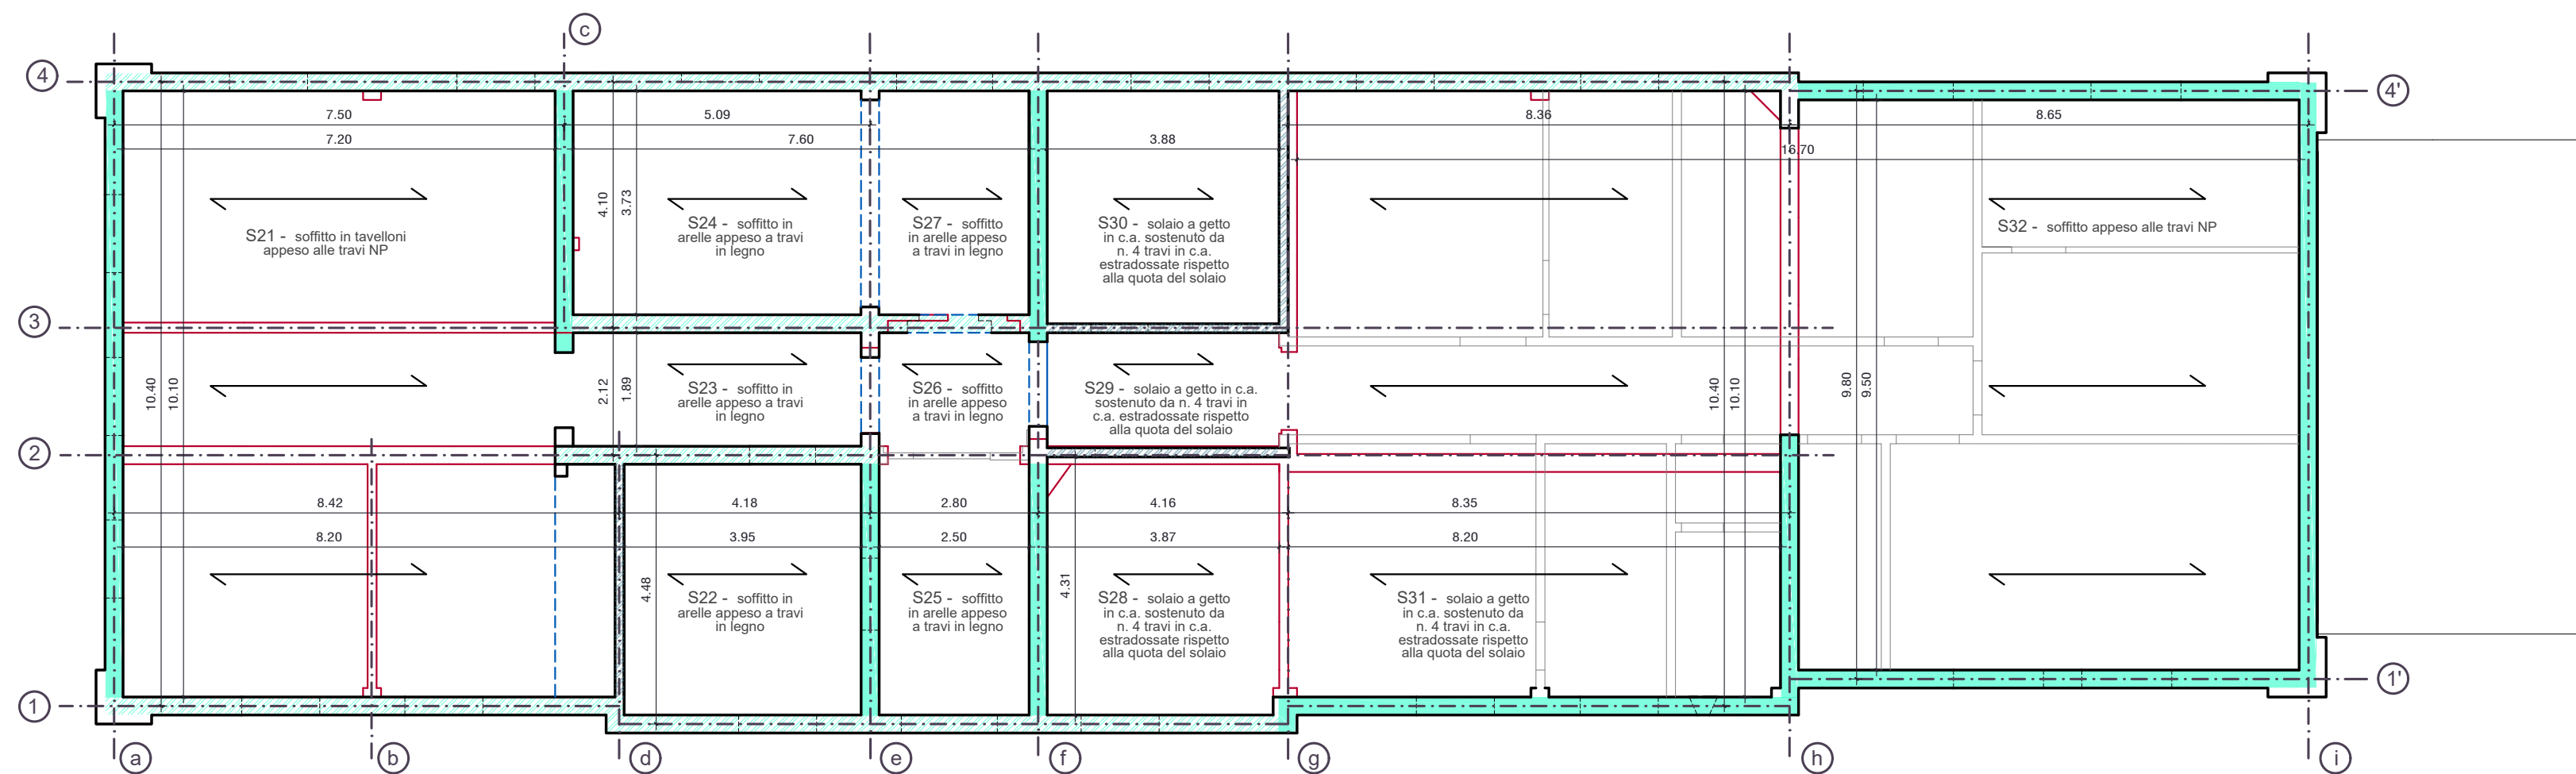 c
4
4'
7.50
5.09
8.36
8.65
7.20
7.60
3.88
16.70
4.10
3.73
S21 - soffitto in tavelloni
appeso alle travi NP
S24 - soffitto in
arelle appeso a travi
in legno
S27 - soffitto
in arelle appeso
a travi in legno
S30 - solaio a getto
in c.a. sostenuto da
n. 4 travi in c.a.
estradossate rispetto
alla quota del solaio
S32 - soffitto appeso alle travi NP
3
10.40
10.10
2.12
1.89
S23 - soffitto in
arelle appeso a travi
in legno
S26 - soffitto
in arelle appeso
a travi in legno
S29 - solaio a getto in c.a.
sostenuto da n. 4 travi in
c.a. estradossate rispetto
alla quota del solaio
10.40
10.10
9.80
9.50
2
8.42
4.18
2.80
4.16
8.35
8.20
3.95
2.50
3.87
8.20
4.48
4.31
S22 - soffitto in
arelle appeso a travi
in legno
S25 - soffitto
in arelle appeso
a travi in legno
S28 - solaio a getto
in c.a. sostenuto da
n. 4 travi in c.a.
estradossate rispetto
alla quota del solaio
S31 - solaio a getto
in c.a. sostenuto da
n. 4 travi in c.a.
estradossate rispetto
alla quota del solaio
1
1'
a
b
d
e
f
g
h
i